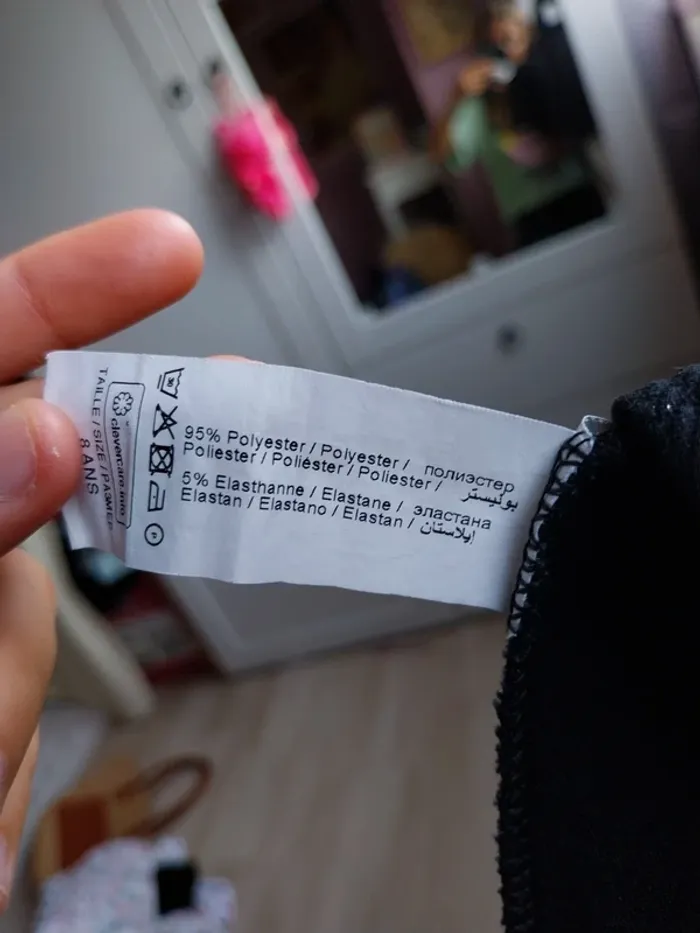 95% Polyester / Polyester / полиэстер
Poliester / Poliéster / Poliester / بوليستر
5% Elasthanne / Elastane / эластана
Elastan / Elastano / Elastan / إيلاستان
clevercare.info
TAILLE / SIZE / РАЗМЕР
8 ANS